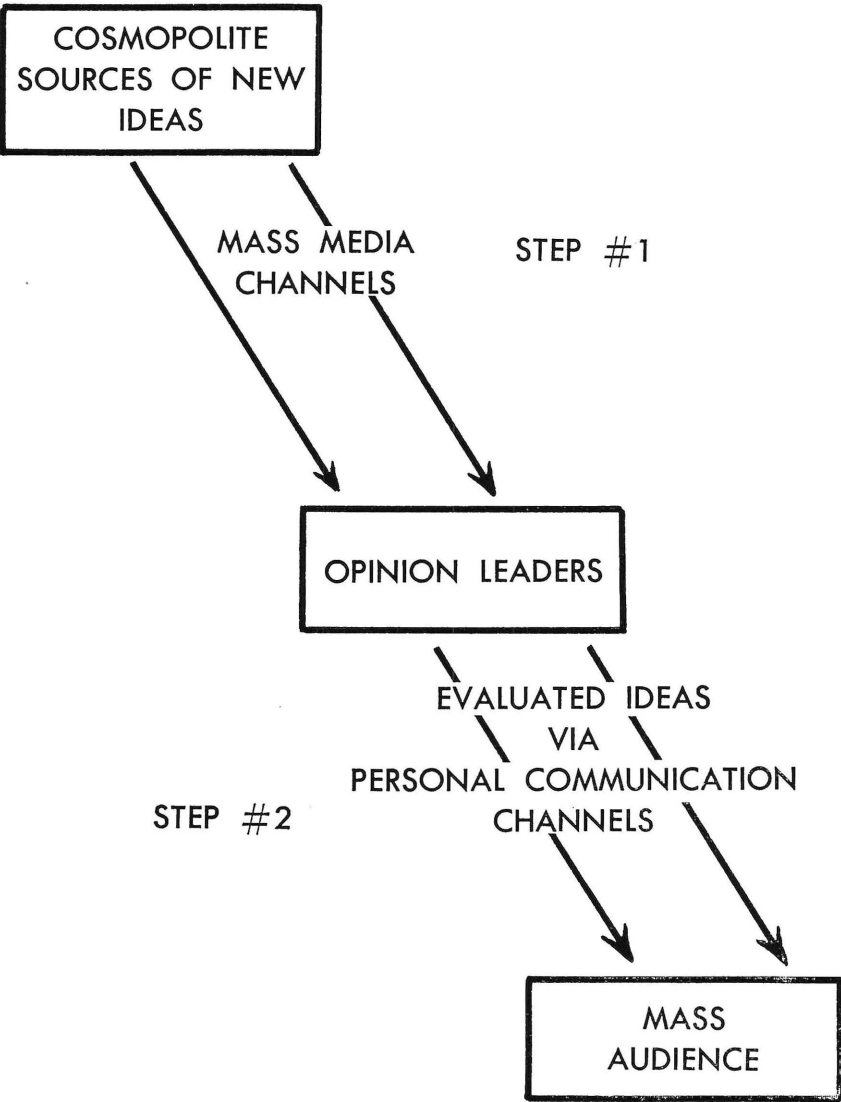 COSMOPOLITE
SOURCES OF NEW
IDEAS
MASS MEDIA
CHANNELS
STEP #1
OPINION LEADERS
EVALUATED IDEAS
VIA
PERSONAL COMMUNICATION
CHANNELS
STEP #2
MASS
AUDIENCE